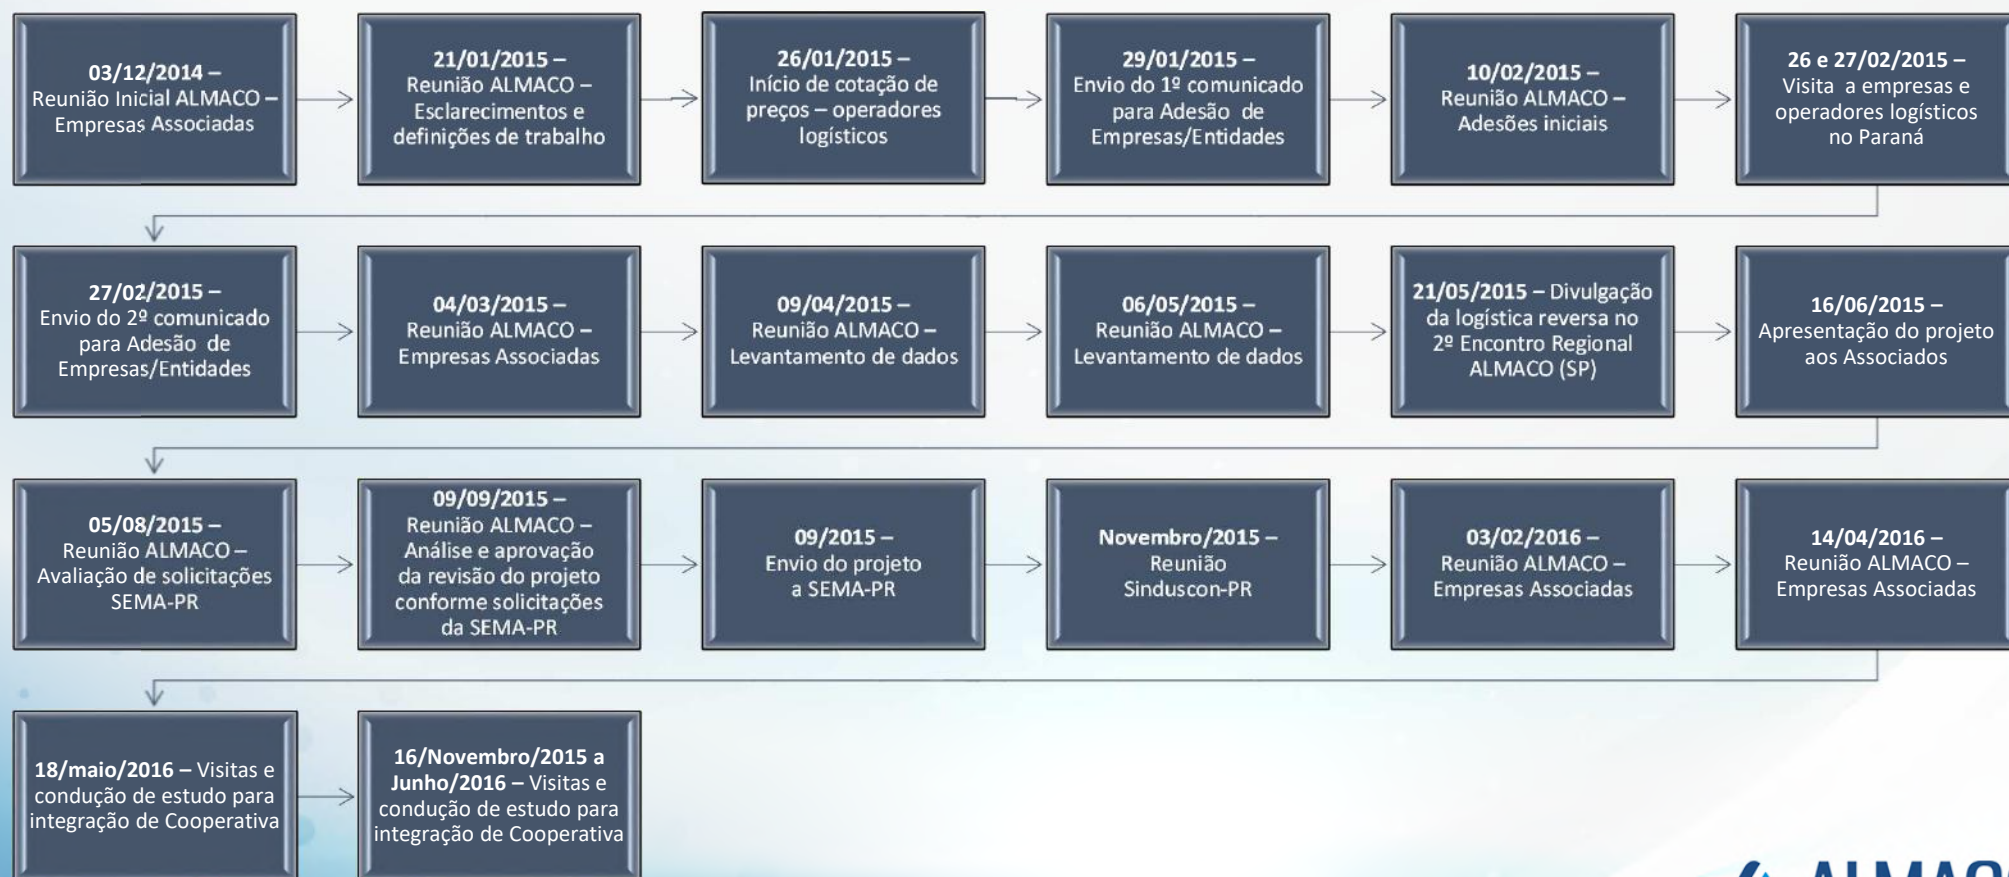 03/12/2014 –
Reunião Inicial ALMACO –
Empresas Associadas
21/01/2015 –
Reunião ALMACO –
Esclarecimentos e
definições de trabalho
26/01/2015 –
Início de cotação de
preços – operadores
logísticos
29/01/2015 –
Envio do 1º comunicado
para Adesão de
Empresas/Entidades
10/02/2015 –
Reunião ALMACO –
Adesões iniciais
26 e 27/02/2015 –
Visita a empresas e
operadores logísticos
no Paraná
27/02/2015 –
Envio do 2º comunicado
para Adesão de
Empresas/Entidades
04/03/2015 –
Reunião ALMACO –
Empresas Associadas
09/04/2015 –
Reunião ALMACO –
Levantamento de dados
06/05/2015 –
Reunião ALMACO –
Levantamento de dados
21/05/2015 – Divulgação
da logística reversa no
2º Encontro Regional
ALMACO (SP)
16/06/2015 –
Apresentação do projeto
aos Associados
05/08/2015 –
Reunião ALMACO –
Avaliação de solicitações
SEMA-PR
09/09/2015 –
Reunião ALMACO –
Análise e aprovação
da revisão do projeto
conforme solicitações
da SEMA-PR
09/2015 –
Envio do projeto
a SEMA-PR
Novembro/2015 –
Reunião
Sinduscon-PR
03/02/2016 –
Reunião ALMACO –
Empresas Associadas
14/04/2016 –
Reunião ALMACO –
Empresas Associadas
18/maio/2016 – Visitas e
condução de estudo para
integração de Cooperativa
16/Novembro/2015 a
Junho/2016 – Visitas e
condução de estudo para
integração de Cooperativa